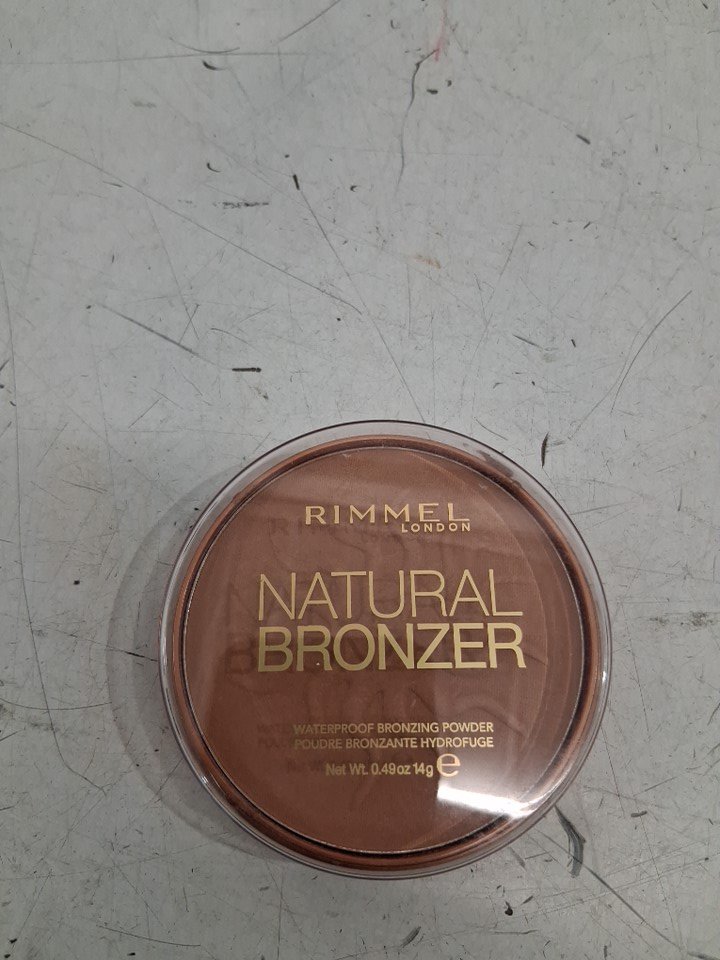 RIMMEL
LONDON
NATURAL
BRONZER
WATERPROOF BRONZING POWDER
POUDRE BRONZANTE HYDROFUGE
Net Wt. 0.49oz 14g ℮